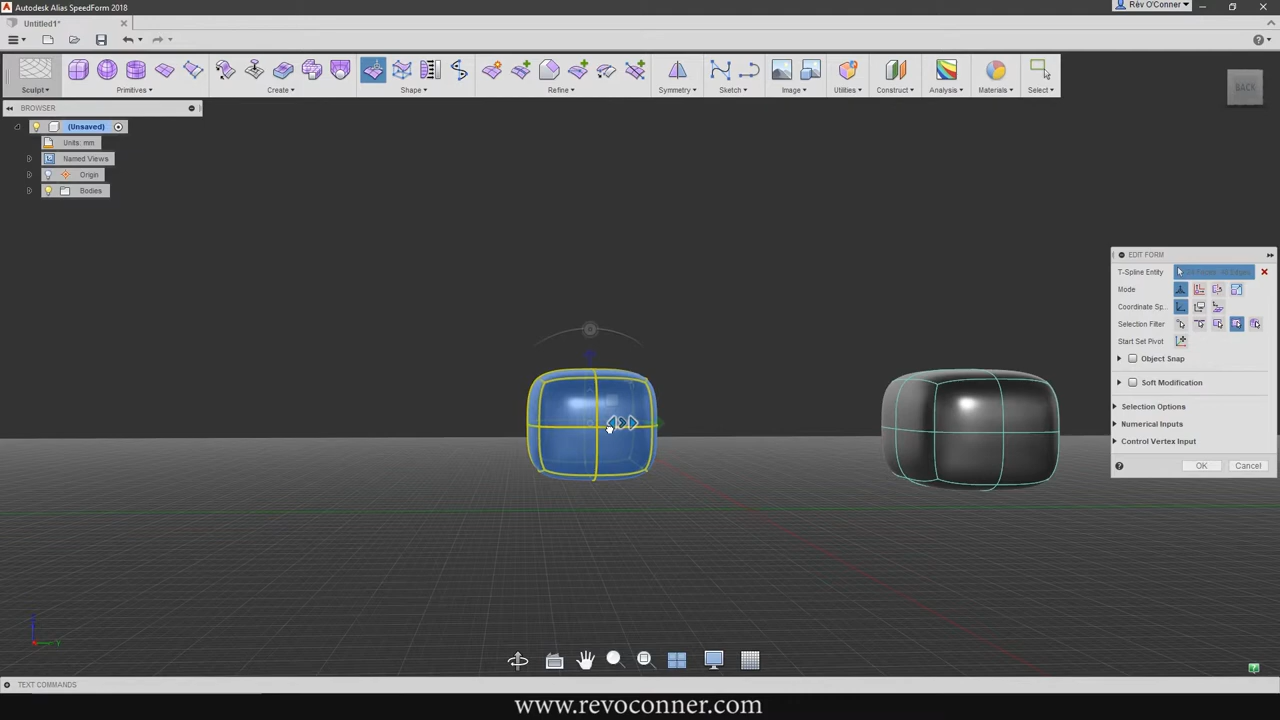 Autodesk Alias SpeedForm 2018
Rèv O'Conner
Untitled1*
Sculpt
Primitives
Create
Shape
Refine
Symmetry
Sketch
Image
Utilities
Construct
Analysis
Materials
Select
BROWSER
BACK
(Unsaved)
Units: mm
Named Views
Origin
Bodies
EDIT FORM
T-Spline Entity
Mode
Coordinate Sp..
Selection Filter
Start Set Pivot
Object Snap
Soft Modification
Selection Options
Numerical Inputs
Control Vertex Input
OK
Cancel
TEXT COMMANDS
www.revoconner.com